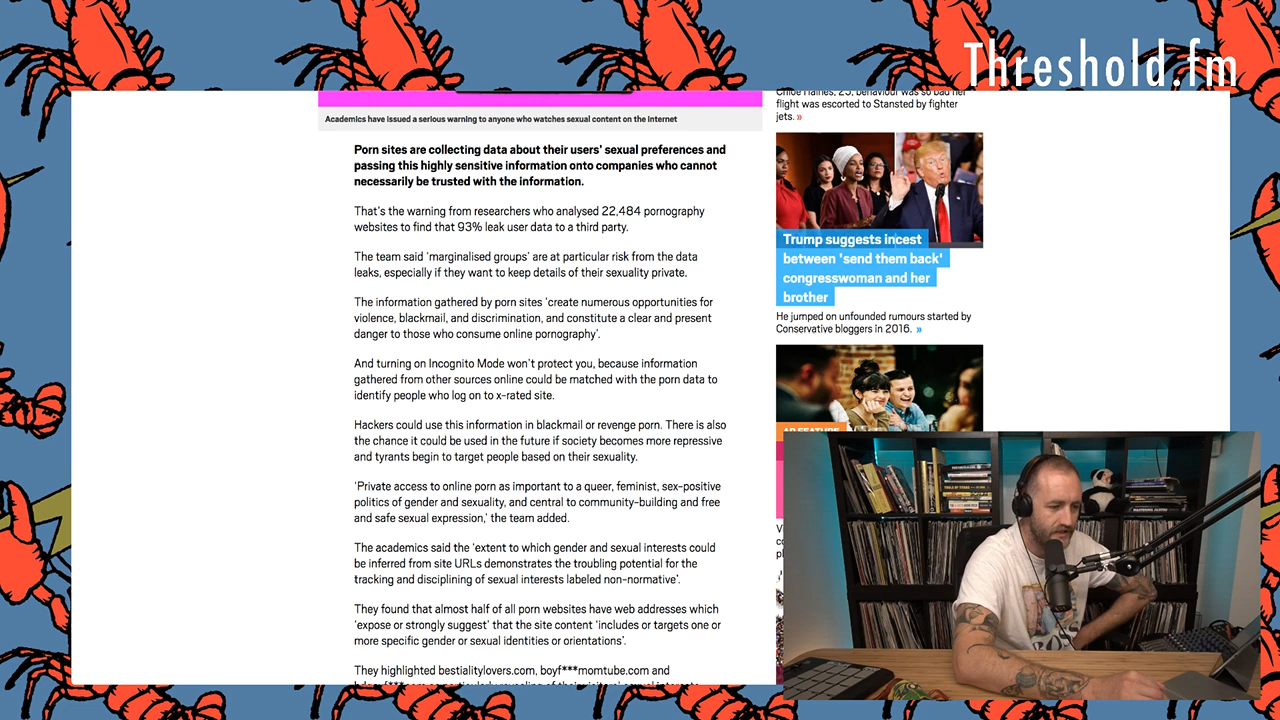 Threshold.fm
Academics have issued a serious warning to anyone who watches sexual content on the internet
Porn sites are collecting data about their users' sexual preferences and
passing this highly sensitive information onto companies who cannot
necessarily be trusted with the information.
That's the warning from researchers who analysed 22,484 pornography
websites to find that 93% leak user data to a third party.
The team said 'marginalised groups' are at particular risk from the data
leaks, especially if they want to keep details of their sexuality private.
The information gathered by porn sites 'create numerous opportunities for
violence, blackmail, and discrimination, and constitute a clear and present
danger to those who consume online pornography'.
And turning on Incognito Mode won't protect you, because information
gathered from other sources online could be matched with the porn data to
identify people who log on to x-rated site.
Hackers could use this information in blackmail or revenge porn. There is also
the chance it could be used in the future if society becomes more repressive
and tyrants begin to target people based on their sexuality.
'Private access to online porn as important to a queer, feminist, sex-positive
politics of gender and sexuality, and central to community-building and free
and safe sexual expression,' the team added.
The academics said the 'extent to which gender and sexual interests could
be inferred from site URLs demonstrates the troubling potential for the
tracking and disciplining of sexual interests labeled non-normative'.
They found that almost half of all porn websites have web addresses which
'expose or strongly suggest' that the site content 'includes or targets one or
more specific gender or sexual identities or orientations'.
They highlighted bestialitylovers.com, boyf***momtube.com and
Chloe Haines, 25, behaviour was so bad her
flight was escorted to Stansted by fighter
jets. »
Trump suggests incest
between 'send them back'
congresswoman and her
brother
He jumped on unfounded rumours started by
Conservative bloggers in 2016. »
AD FEATURE